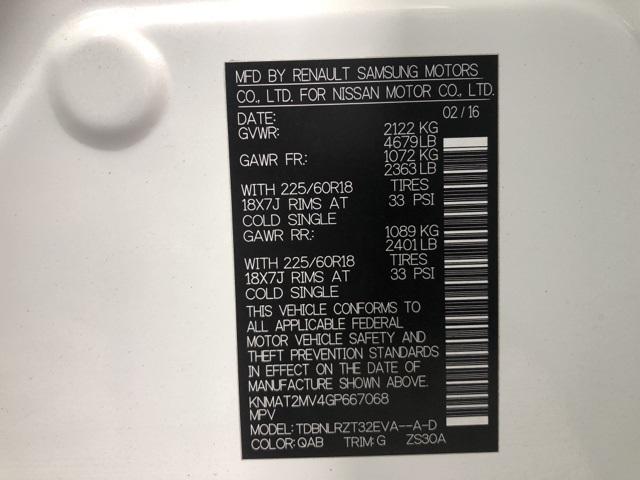 MFD BY RENAULT SAMSUNG MOTORS
CO., LTD. FOR NISSAN MOTOR CO., LTD.
DATE: 02/16
GVWR: 2122 KG
4679 LB
GAWR FR: 1072 KG
2363 LB
WITH 225/60R18 TIRES
18X7J RIMS AT 33 PSI
COLD SINGLE
GAWR RR: 1089 KG
2401 LB
WITH 225/60R18 TIRES
18X7J RIMS AT 33 PSI
COLD SINGLE
THIS VEHICLE CONFORMS TO
ALL APPLICABLE FEDERAL
MOTOR VEHICLE SAFETY AND
THEFT PREVENTION STANDARDS
IN EFFECT ON THE DATE OF
MANUFACTURE SHOWN ABOVE.
KNMAT2MV4GP667068
MPV
MODEL: TDBNLRZT32EVA--A-D
COLOR: QAB TRIM: G ZS30A